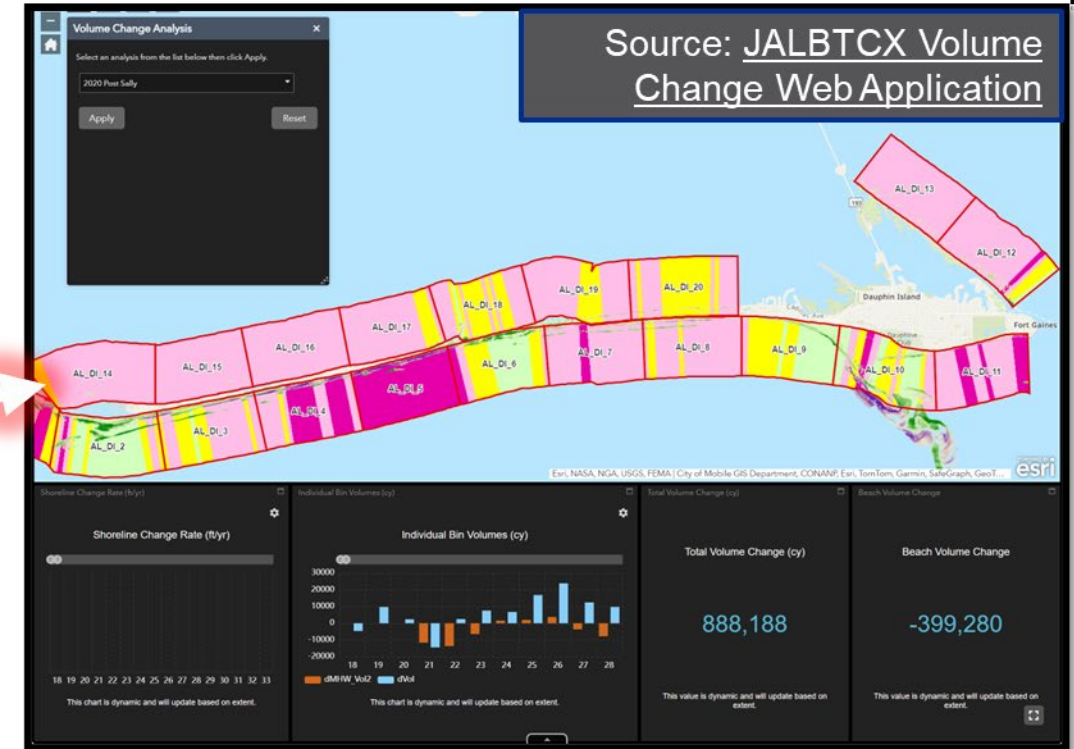 Volume Change Analysis ×
Select an analysis from the list below then click Apply.
2020 Post Sally
Apply Reset
Source: JALBTCX Volume
Change Web Application
AL_DI_13
193
AL_DI_12
AL_DI_20
AL_DI_19
AL_DI_18
AL_DI_17
AL_DI_16
AL_DI_15
AL_DI_14
Dauphin Island
Fort Gaines
AL_DI_2
AL_DI_3
AL_DI_4
AL_DI_5
AL_DI_6
AL_DI_7
AL_DI_8
AL_DI_9
AL_DI_10
AL_DI_11
Esri, NASA, NGA, USGS, FEMA | City of Mobile GIS Department, CONANP, Esri, TomTom, Garmin, SafeGraph, GeoT...
POWERED BY
esri
Shoreline Change Rate (ft/yr)
Shoreline Change Rate (ft/yr)
18 19 20 21 22 23 24 25 26 27 28 29 30 31 32 33
This chart is dynamic and will update based on extent.
Individual Bin Volumes (cy)
Individual Bin Volumes (cy)
30000
20000
10000
0
-10000
-20000
18 19 20 21 22 23 24 25 26 27 28
dMHW_Vol2 dVol
This chart is dynamic and will update based on extent.
Total Volume Change (cy)
Total Volume Change (cy)
888,188
This value is dynamic and will update based on
extent.
Beach Volume Change
Beach Volume Change
-399,280
This value is dynamic and will update based on
extent.